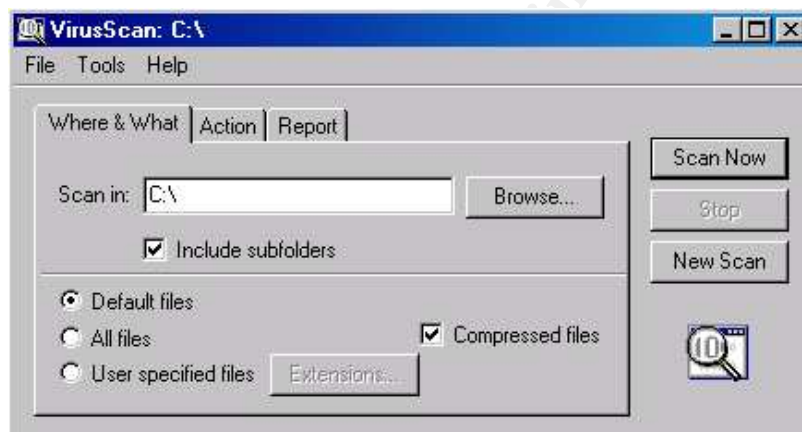 VirusScan: C:\
File Tools Help
Where & What Action Report
Scan in: C:\ Browse...
Include subfolders
Default files
All files
Compressed files
User specified files Extensions...
Scan Now
Stop
New Scan